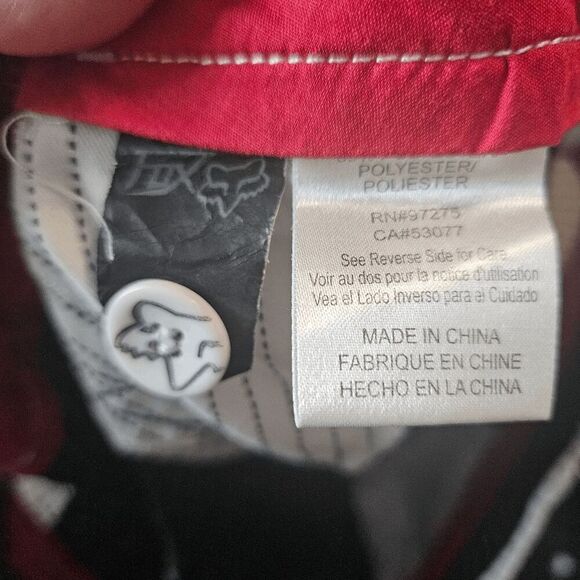 FOX
POLYESTER/
POLIESTER
RN#97275
CA#53077
See Reverse Side for Care
Voir au dos pour la notice d'utilisation
Vea el Lado Inverso para el Cuidado
MADE IN CHINA
FABRIQUE EN CHINE
HECHO EN LA CHINA